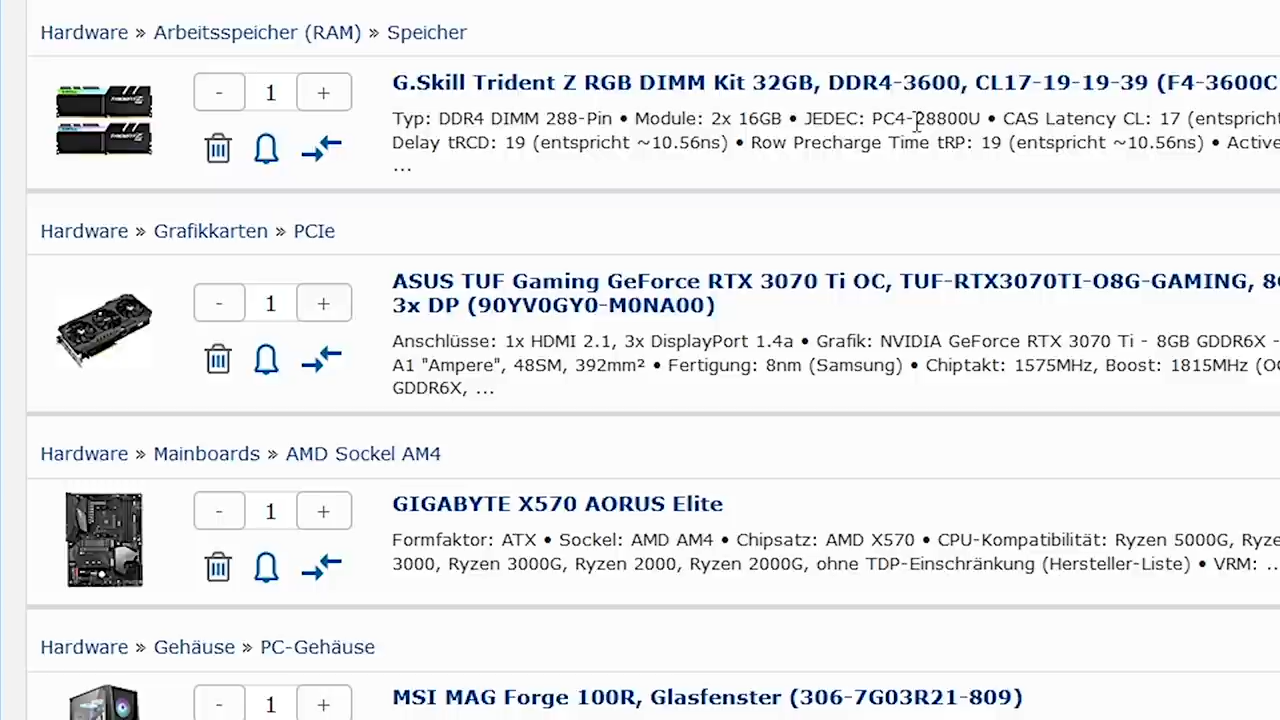 Hardware » Arbeitsspeicher (RAM) » Speicher
- 1 +
G.Skill Trident Z RGB DIMM Kit 32GB, DDR4-3600, CL17-19-19-39 (F4-3600C
Typ: DDR4 DIMM 288-Pin • Module: 2x 16GB • JEDEC: PC4-28800U • CAS Latency CL: 17 (entspricht
Delay tRCD: 19 (entspricht ~10.56ns) • Row Precharge Time tRP: 19 (entspricht ~10.56ns) • Active
...
Hardware » Grafikkarten » PCIe
- 1 +
ASUS TUF Gaming GeForce RTX 3070 Ti OC, TUF-RTX3070TI-O8G-GAMING, 8G
3x DP (90YV0GY0-M0NA00)
Anschlüsse: 1x HDMI 2.1, 3x DisplayPort 1.4a • Grafik: NVIDIA GeForce RTX 3070 Ti - 8GB GDDR6X -
A1 "Ampere", 48SM, 392mm² • Fertigung: 8nm (Samsung) • Chiptakt: 1575MHz, Boost: 1815MHz (OC
GDDR6X, ...
Hardware » Mainboards » AMD Sockel AM4
- 1 +
GIGABYTE X570 AORUS Elite
Formfaktor: ATX • Sockel: AMD AM4 • Chipsatz: AMD X570 • CPU-Kompatibilität: Ryzen 5000G, Ryze
3000, Ryzen 3000G, Ryzen 2000, Ryzen 2000G, ohne TDP-Einschränkung (Hersteller-Liste) • VRM: ...
Hardware » Gehäuse » PC-Gehäuse
- 1 +
MSI MAG Forge 100R, Glasfenster (306-7G03R21-809)